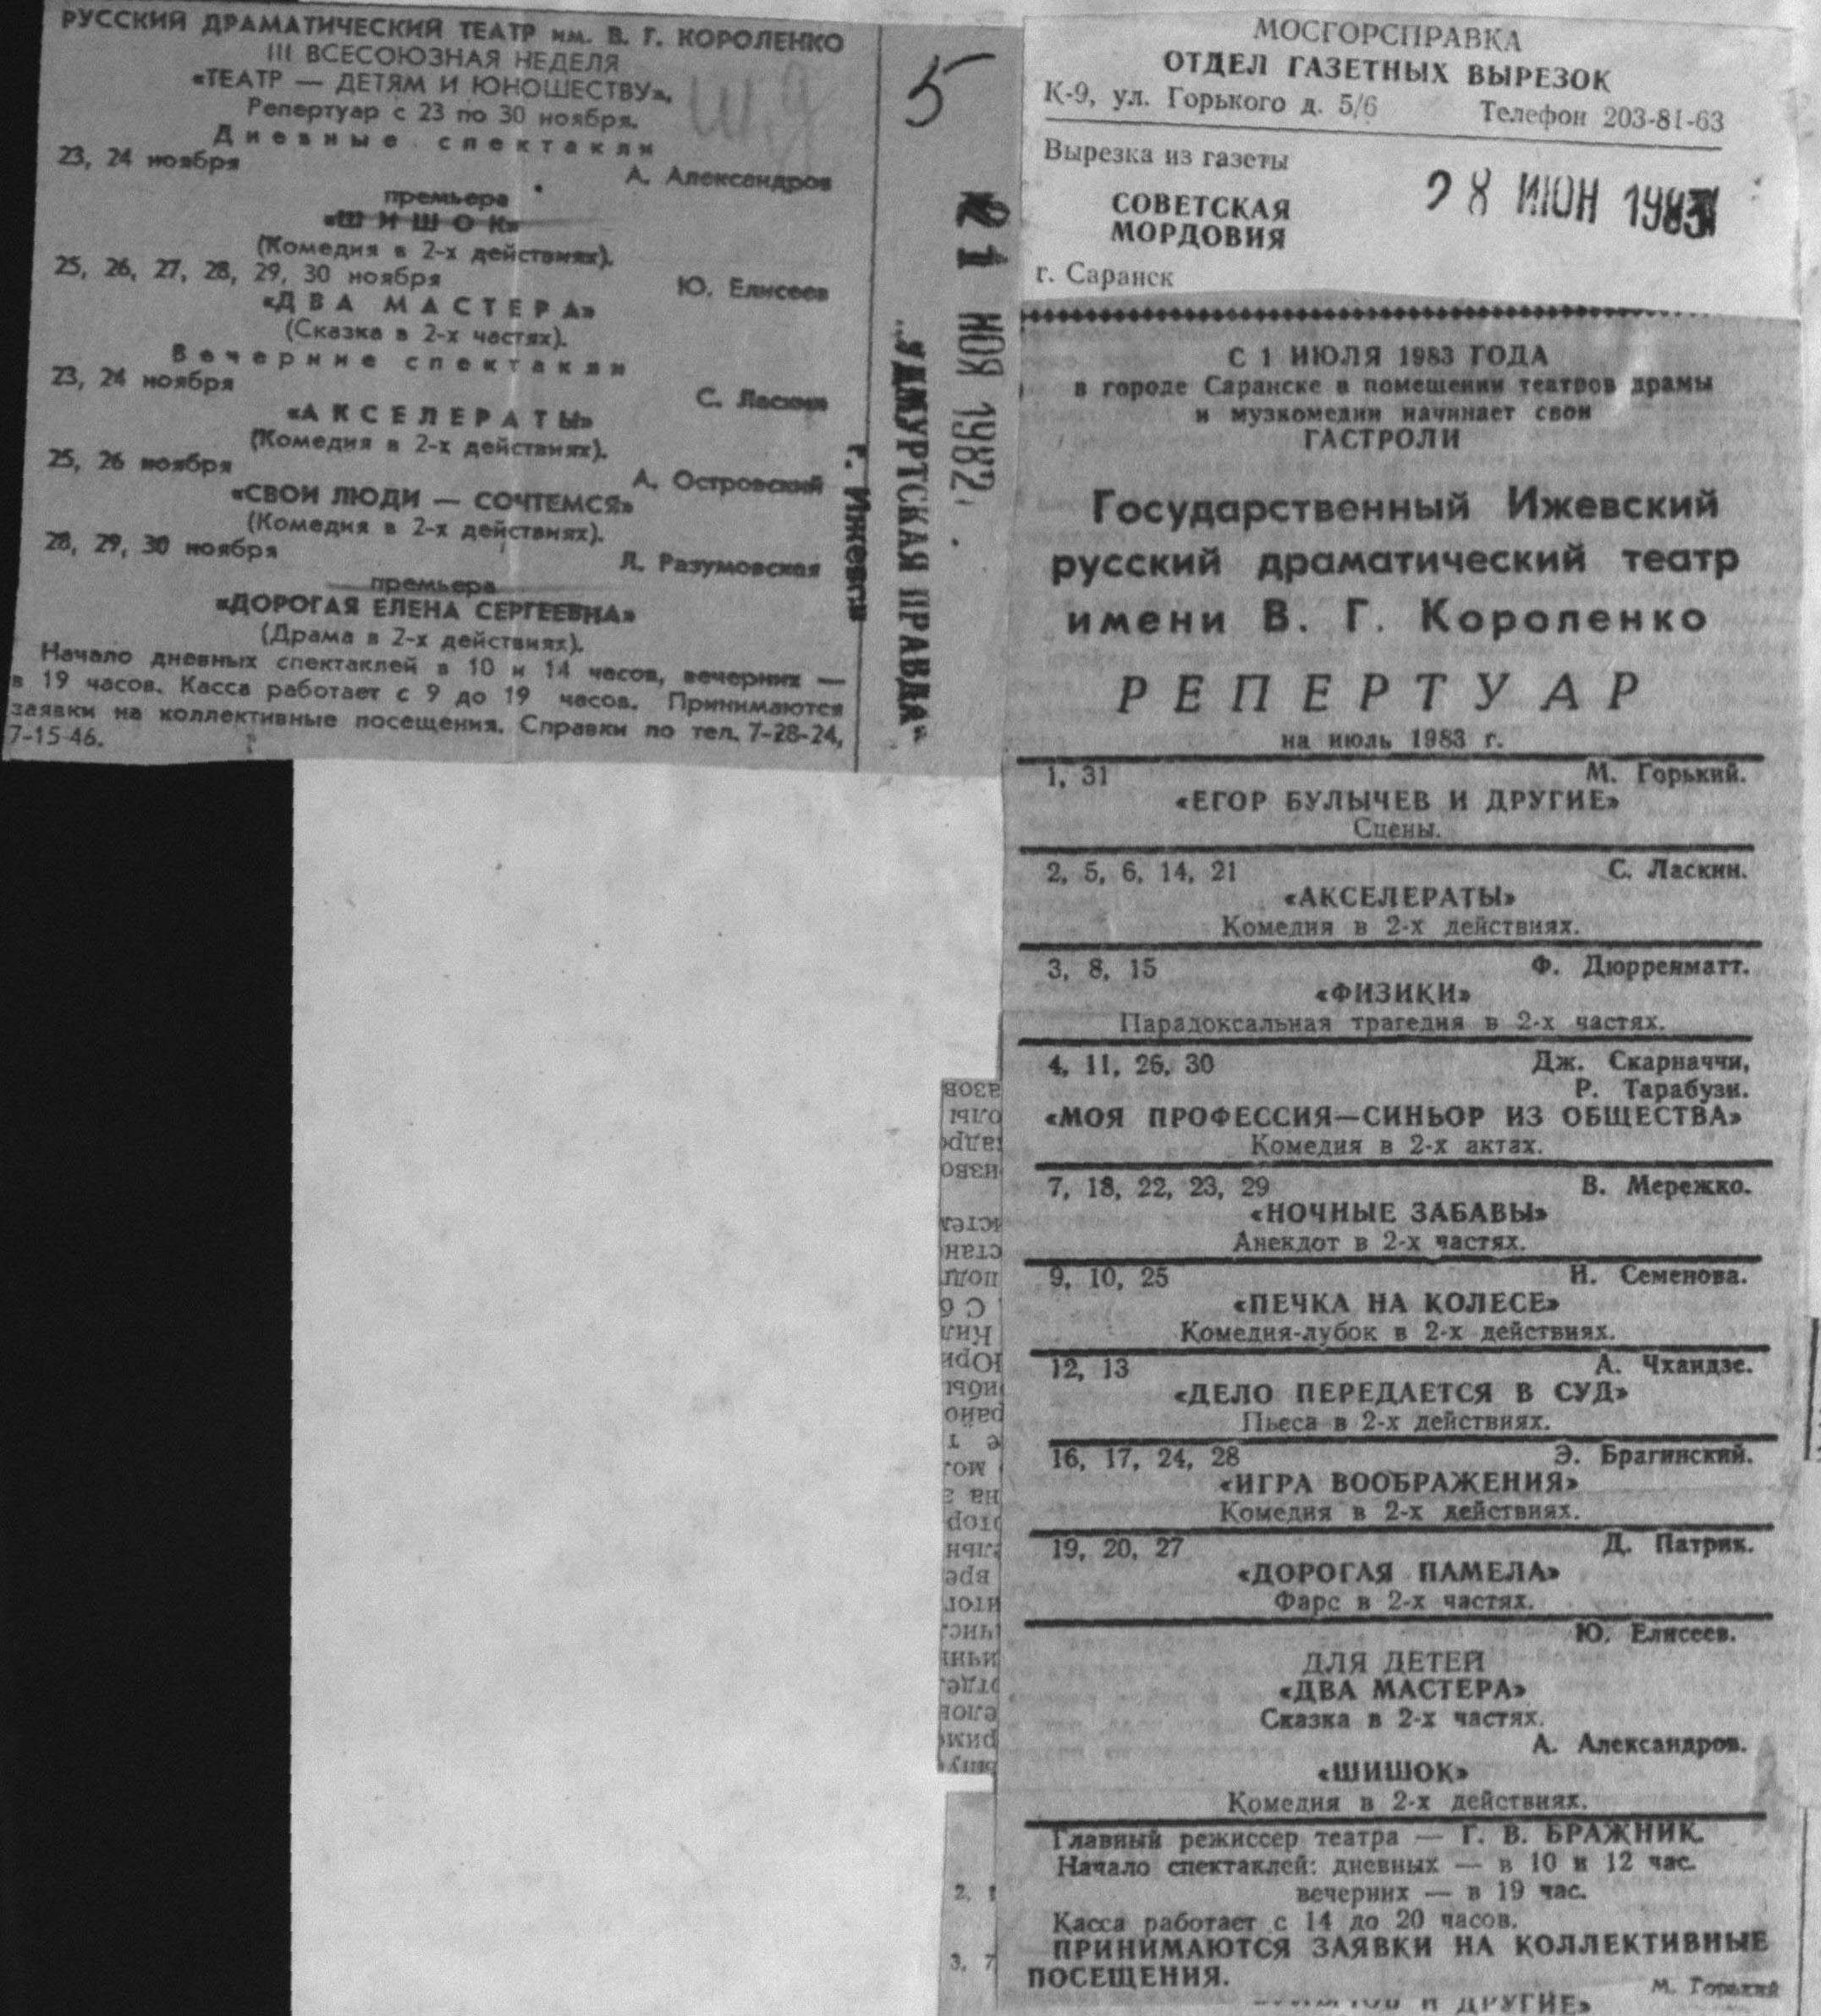 РУССКИЙ ДРАМАТИЧЕСКИЙ ТЕАТР им. В. Г. КОРОЛЕНКО
III ВСЕСОЮЗНАЯ НЕДЕЛЯ
«ТЕАТР — ДЕТЯМ И ЮНОШЕСТВУ».
Репертуар с 23 по 30 ноября.
Дневные спектакли
23, 24 ноября
А. Александров
премьера
«ШИШОК»
(Комедия в 2-х действиях).
25, 26, 27, 28, 29, 30 ноября
Ю. Елисеев
«ДВА МАСТЕРА»
(Сказка в 2-х частях).
Вечерние спектакли
23, 24 ноября
С. Ласкин
«АКСЕЛЕРАТЫ»
(Комедия в 2-х действиях).
25, 26 ноября
А. Островский
«СВОИ ЛЮДИ — СОЧТЕМСЯ»
(Комедия в 2-х действиях).
28, 29, 30 ноября
Л. Разумовская
премьера
«ДОРОГАЯ ЕЛЕНА СЕРГЕЕВНА»
(Драма в 2-х действиях).
Начало дневных спектаклей в 10 и 14 часов, вечерних —
в 19 часов. Касса работает с 9 до 19 часов. Принимаются
заявки на коллективные посещения. Справки по тел. 7-28-24,
7-15-46.
г. Ижевск
„УДМУРТСКАЯ ПРАВДА“
21 НОЯ 1982
5
МОСГОРСПРАВКА
ОТДЕЛ ГАЗЕТНЫХ ВЫРЕЗОК
К-9, ул. Горького д. 5/6 Телефон 203-81-63
Вырезка из газеты
СОВЕТСКАЯ
МОРДОВИЯ
28 ИЮН 1983
г. Саранск
С 1 ИЮЛЯ 1983 ГОДА
в городе Саранске в помещении театров драмы
и музкомедии начинает свои
ГАСТРОЛИ
Государственный Ижевский
русский драматический театр
имени В. Г. Короленко
РЕПЕРТУАР
на июль 1983 г.
1, 31 М. Горький.
«ЕГОР БУЛЫЧЕВ И ДРУГИЕ»
Сцены.
2, 5, 6, 14, 21 С. Ласкин.
«АКСЕЛЕРАТЫ»
Комедия в 2-х действиях.
3, 8, 15 Ф. Дюрренматт.
«ФИЗИКИ»
Парадоксальная трагедия в 2-х частях.
4, 11, 26, 30 Дж. Скарначчи,
Р. Тарабузи.
«МОЯ ПРОФЕССИЯ—СИНЬОР ИЗ ОБЩЕСТВА»
Комедия в 2-х актах.
7, 18, 22, 23, 29 В. Мережко.
«НОЧНЫЕ ЗАБАВЫ»
Анекдот в 2-х частях.
9, 10, 25 Н. Семенова.
«ПЕЧКА НА КОЛЕСЕ»
Комедия-лубок в 2-х действиях.
12, 13 А. Чхаидзе.
«ДЕЛО ПЕРЕДАЕТСЯ В СУД»
Пьеса в 2-х действиях.
16, 17, 24, 28 Э. Брагинский.
«ИГРА ВООБРАЖЕНИЯ»
Комедия в 2-х действиях.
19, 20, 27 Д. Патрик.
«ДОРОГАЯ ПАМЕЛА»
Фарс в 2-х частях.
Ю. Елисеев.
ДЛЯ ДЕТЕЙ
«ДВА МАСТЕРА»
Сказка в 2-х частях.
А. Александров.
«ШИШОК»
Комедия в 2-х действиях.
Главный режиссер театра — Г. В. БРАЖНИК.
Начало спектаклей: дневных — в 10 и 12 час.
вечерних — в 19 час.
Касса работает с 14 до 20 часов.
ПРИНИМАЮТСЯ ЗАЯВКИ НА КОЛЛЕКТИВНЫЕ
ПОСЕЩЕНИЯ.
М. Горький
И ДРУГИЕ»